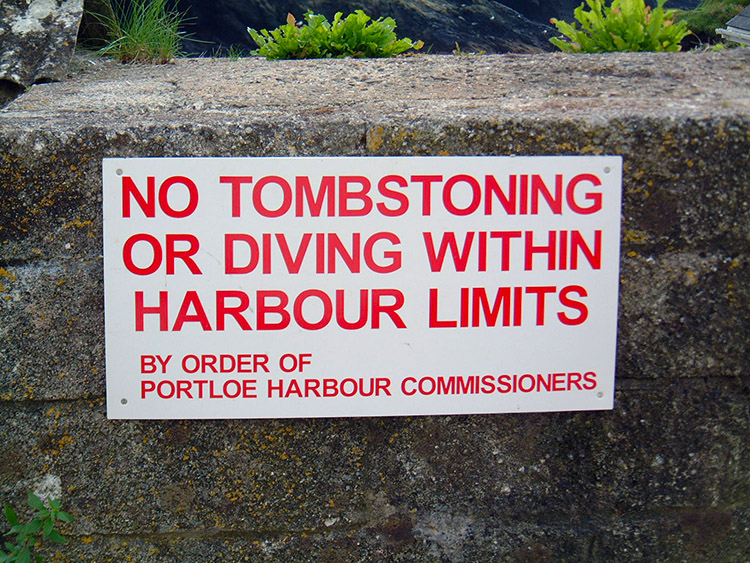 NO TOMBSTONING
OR DIVING WITHIN
HARBOUR LIMITS
BY ORDER OF
PORTLOE HARBOUR COMMISSIONERS